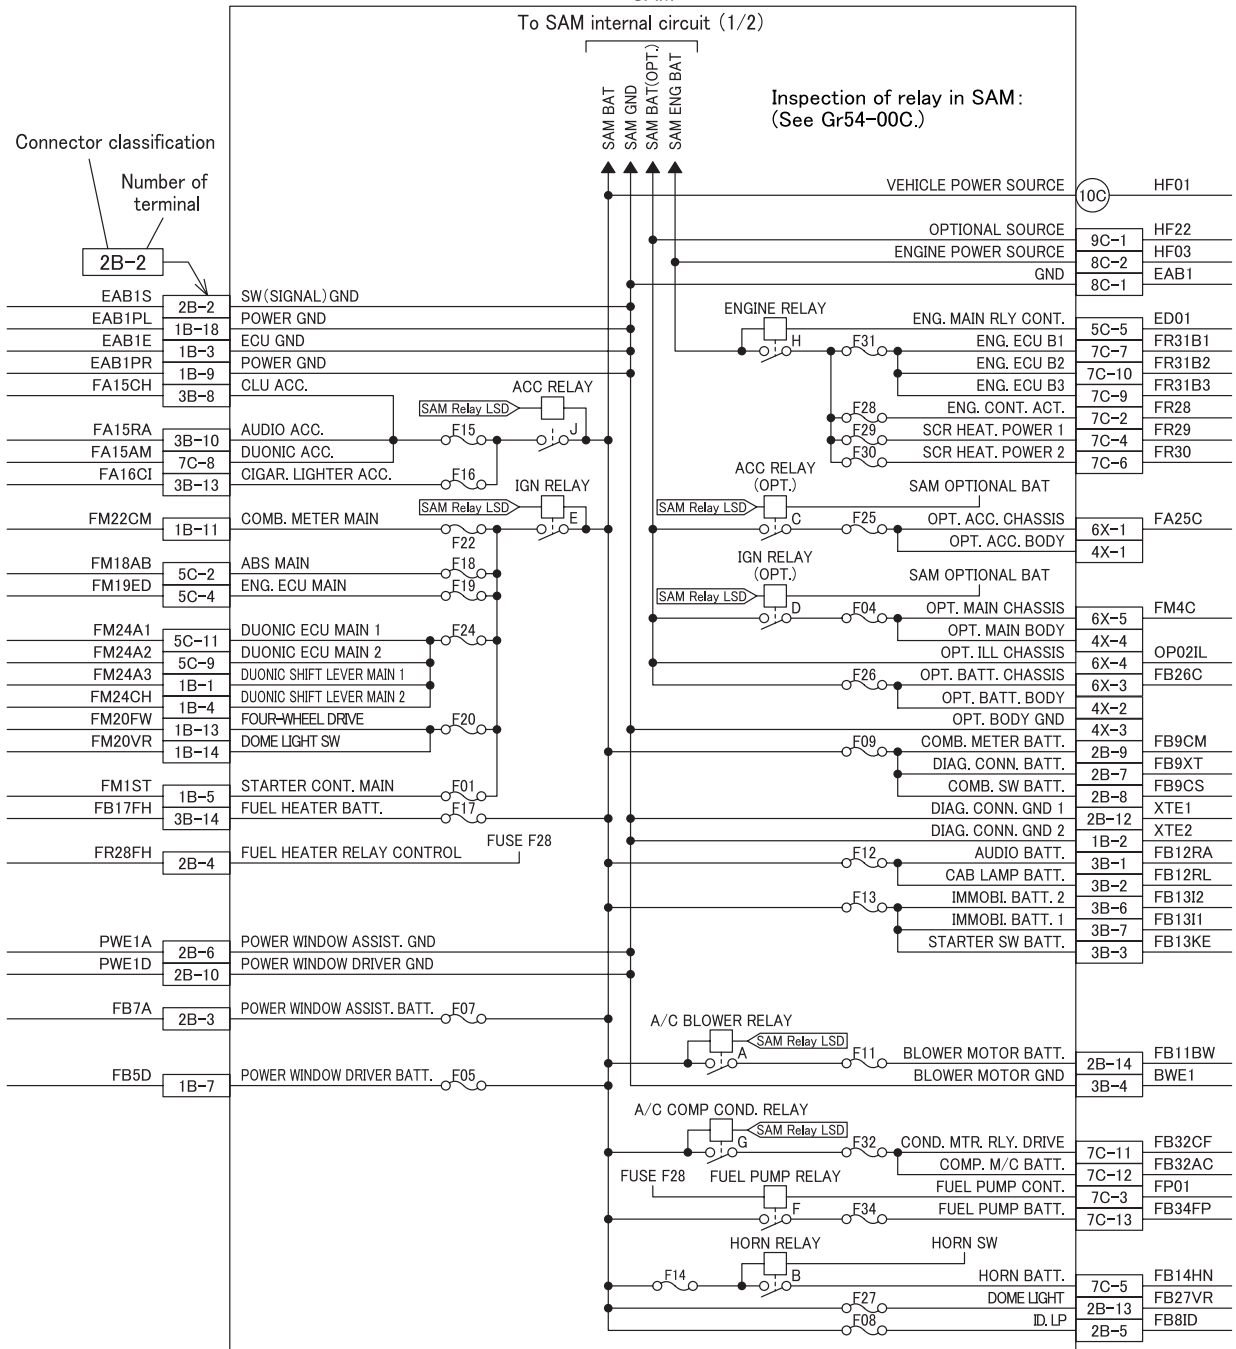 To SAM internal circuit (1/2)
SAM BAT
SAM GND
SAM BAT(OPT.)
SAM ENG BAT
Inspection of relay in SAM:
(See Gr54-00C.)
Connector classification
Number of
terminal
2B-2
VEHICLE POWER SOURCE 10C HF01
OPTIONAL SOURCE 9C-1 HF22
ENGINE POWER SOURCE 8C-2 HF03
GND 8C-1 EAB1
EAB1S 2B-2 SW(SIGNAL)GND
EAB1PL 1B-18 POWER GND
EAB1E 1B-3 ECU GND
EAB1PR 1B-9 POWER GND
FA15CH 3B-8 CLU ACC.
ACC RELAY
SAM Relay LSD
J
FA15RA 3B-10 AUDIO ACC. F15
FA15AM 7C-8 DUONIC ACC.
FA16CI 3B-13 CIGAR. LIGHTER ACC. F16
IGN RELAY
SAM Relay LSD
E
FM22CM 1B-11 COMB. METER MAIN F22
FM18AB 5C-2 ABS MAIN F18
FM19ED 5C-4 ENG. ECU MAIN F19
FM24A1 5C-11 DUONIC ECU MAIN 1 F24
FM24A2 5C-9 DUONIC ECU MAIN 2
FM24A3 1B-1 DUONIC SHIFT LEVER MAIN 1
FM24CH 1B-4 DUONIC SHIFT LEVER MAIN 2
FM20FW 1B-13 FOUR-WHEEL DRIVE F20
FM20VR 1B-14 DOME LIGHT SW
FM1ST 1B-5 STARTER CONT. MAIN F01
FB17FH 3B-14 FUEL HEATER BATT. F17
FR28FH 2B-4 FUEL HEATER RELAY CONTROL FUSE F28
PWE1A 2B-6 POWER WINDOW ASSIST. GND
PWE1D 2B-10 POWER WINDOW DRIVER GND
FB7A 2B-3 POWER WINDOW ASSIST. BATT. F07
FB5D 1B-7 POWER WINDOW DRIVER BATT. F05
ENGINE RELAY
H
ENG. MAIN RLY CONT. 5C-5 ED01
F31 ENG. ECU B1 7C-7 FR31B1
ENG. ECU B2 7C-10 FR31B2
ENG. ECU B3 7C-9 FR31B3
F28 ENG. CONT. ACT. 7C-2 FR28
F29 SCR HEAT. POWER 1 7C-4 FR29
F30 SCR HEAT. POWER 2 7C-6 FR30
ACC RELAY
(OPT.)
SAM OPTIONAL BAT
SAM Relay LSD
C
F25 OPT. ACC. CHASSIS 6X-1 FA25C
OPT. ACC. BODY 4X-1
IGN RELAY
(OPT.)
SAM OPTIONAL BAT
SAM Relay LSD
D
F04 OPT. MAIN CHASSIS 6X-5 FM4C
OPT. MAIN BODY 4X-4
OPT. ILL CHASSIS 6X-4 OP02IL
F26 OPT. BATT. CHASSIS 6X-3 FB26C
OPT. BATT. BODY 4X-2
OPT. BODY GND 4X-3
F09 COMB. METER BATT. 2B-9 FB9CM
DIAG. CONN. BATT. 2B-7 FB9XT
COMB. SW BATT. 2B-8 FB9CS
DIAG. CONN. GND 1 2B-12 XTE1
DIAG. CONN. GND 2 1B-2 XTE2
F12 AUDIO BATT. 3B-1 FB12RA
CAB LAMP BATT. 3B-2 FB12RL
F13 IMMOBI. BATT. 2 3B-6 FB13I2
IMMOBI. BATT. 1 3B-7 FB13I1
STARTER SW BATT. 3B-3 FB13KE
A/C BLOWER RELAY
SAM Relay LSD
A
F11 BLOWER MOTOR BATT. 2B-14 FB11BW
BLOWER MOTOR GND 3B-4 BWE1
A/C COMP COND. RELAY
SAM Relay LSD
G
F32 COND. MTR. RLY. DRIVE 7C-11 FB32CF
COMP. M/C BATT. 7C-12 FB32AC
FUSE F28 FUEL PUMP RELAY
FUEL PUMP CONT. 7C-3 FP01
F
F34 FUEL PUMP BATT. 7C-13 FB34FP
HORN RELAY HORN SW
F14 B HORN BATT. 7C-5 FB14HN
F27 DOME LIGHT 2B-13 FB27VR
F08 ID. LP 2B-5 FB8ID